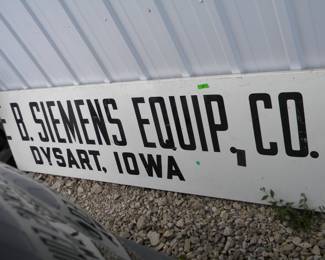 E B. SIEMENS EQUIP, CO.
DYSART, IOWA